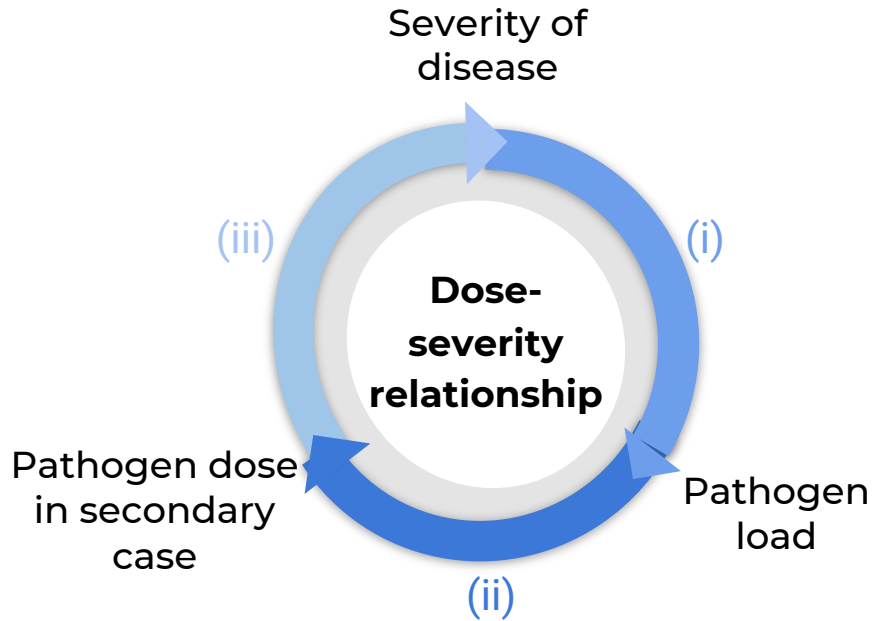 Severity of
disease
(iii)
(i)
Dose-
severity
relationship
Pathogen dose
in secondary
case
Pathogen
load
(ii)